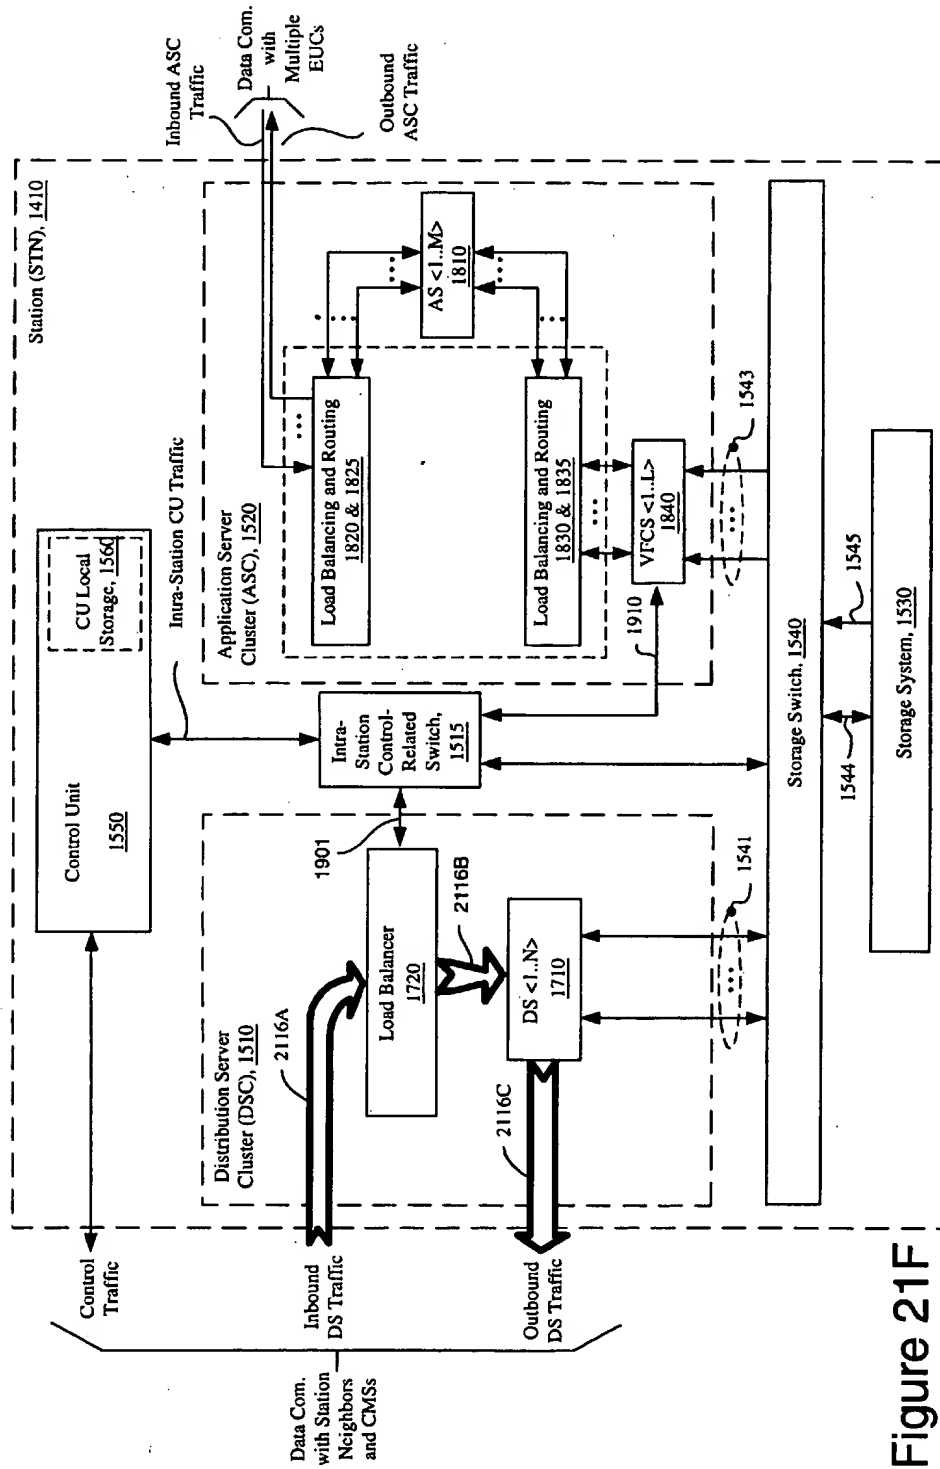 Station (STN), 1410
Control Unit
1550
CU Local
Storage, 1560
Control
Traffic
Intra-Station CU Traffic
Inbound ASC
Traffic
Data Com.
with
Multiple
EUCs
Outbound
ASC Traffic
Data Com.
with Station
Neighbors
and CMSs
Inbound
DS Traffic
Outbound
DS Traffic
Distribution Server
Cluster (DSC), 1510
2116A
Load Balancer
1720
1901
2116B
DS <1..N>
1710
2116C
Intra-
Station
Control-
Related
Switch,
1515
Application Server
Cluster (ASC), 1520
Load Balancing and Routing
1820 & 1825
AS <1..M>
1810
Load Balancing and Routing
1830 & 1835
1910
VFCS <1..L>
1840
1541
1543
Storage Switch, 1540
1544
1545
Storage System, 1530
Figure 21F